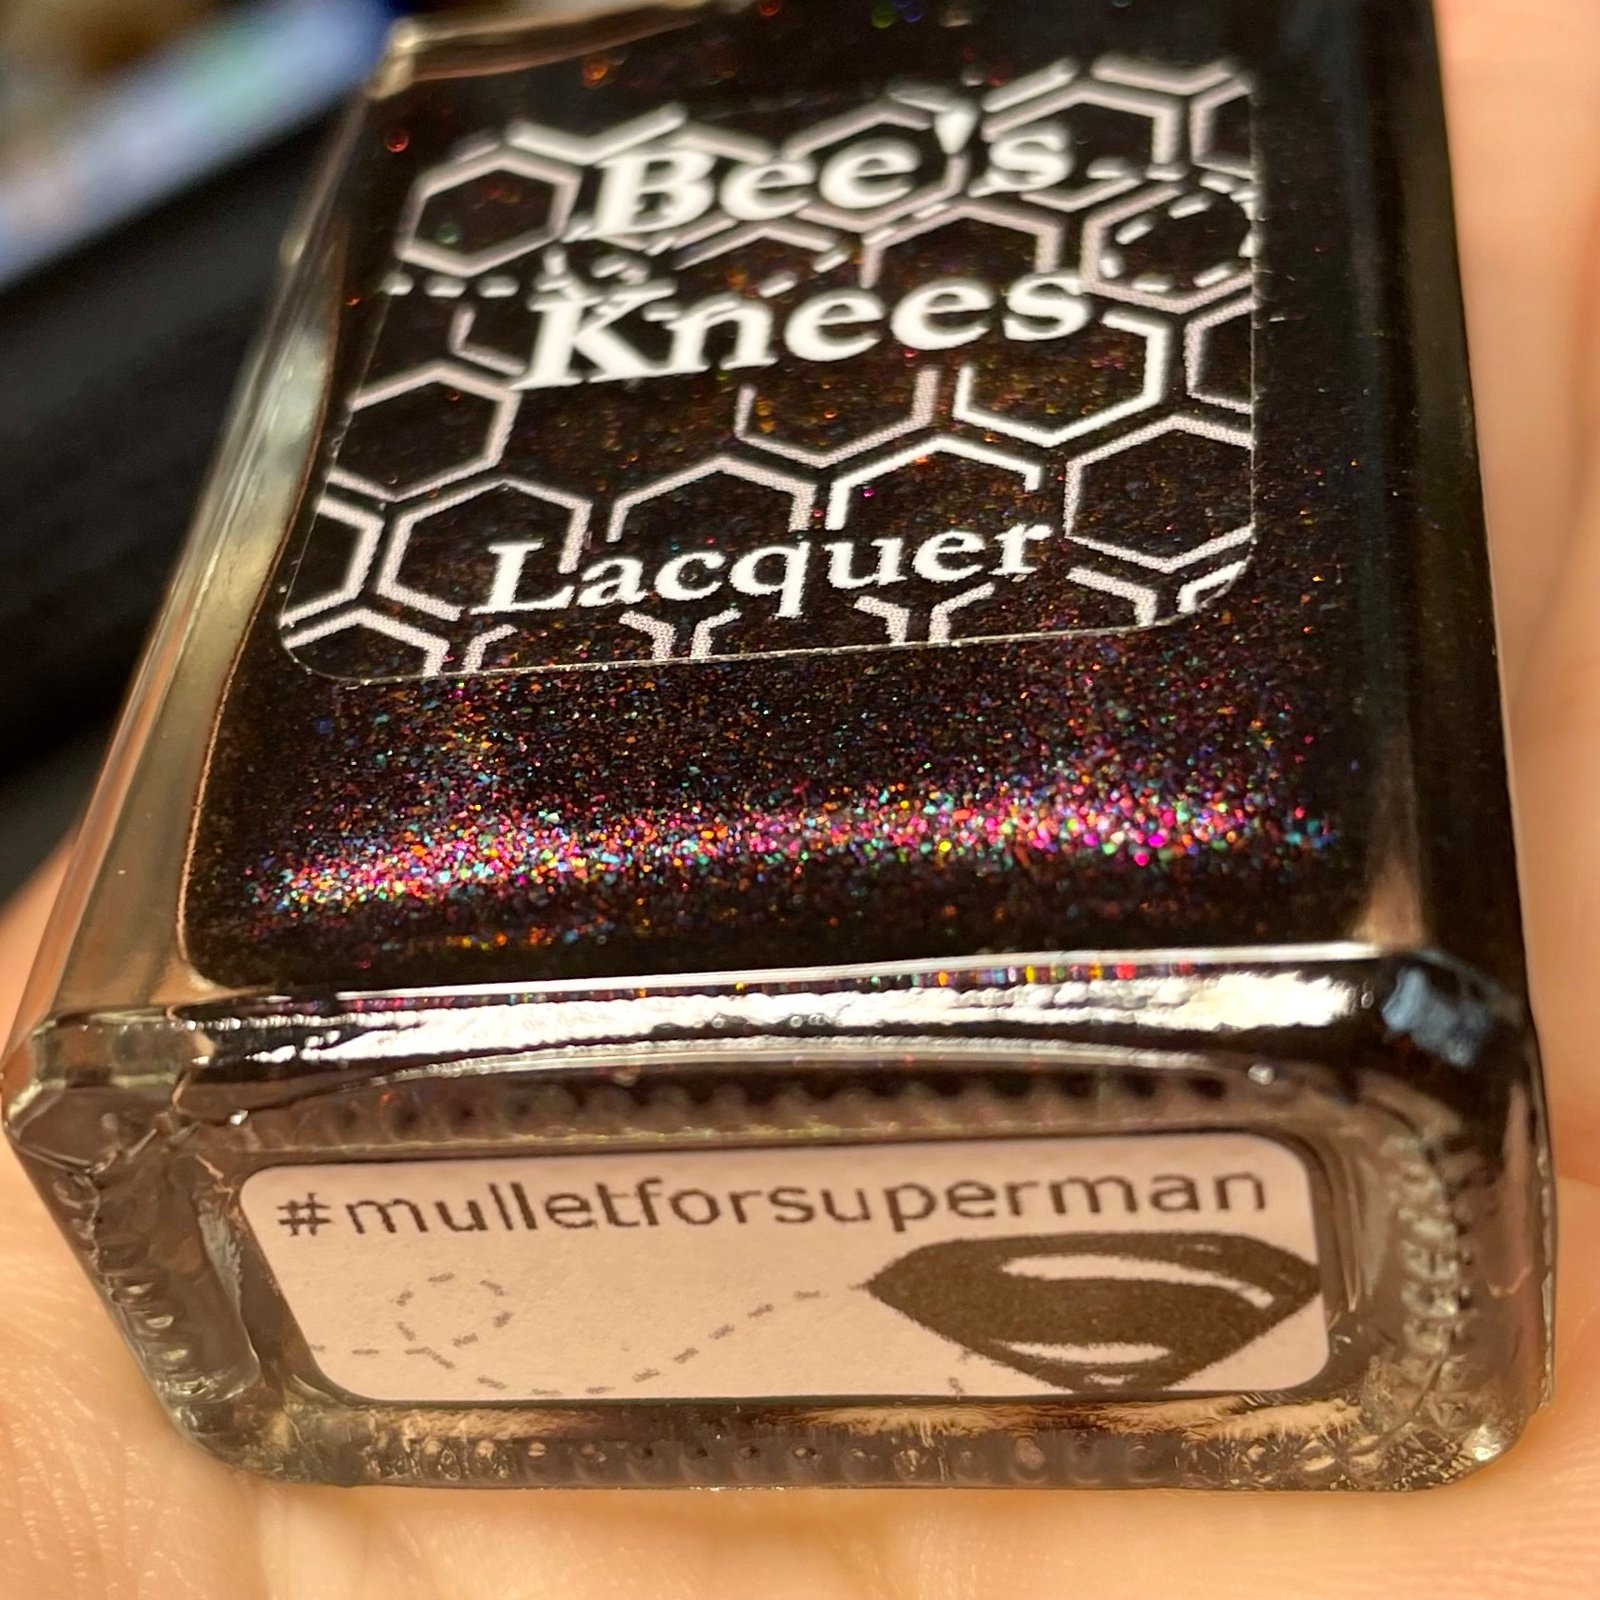 Bee's
Knees
Lacquer
#mulletforsuperman